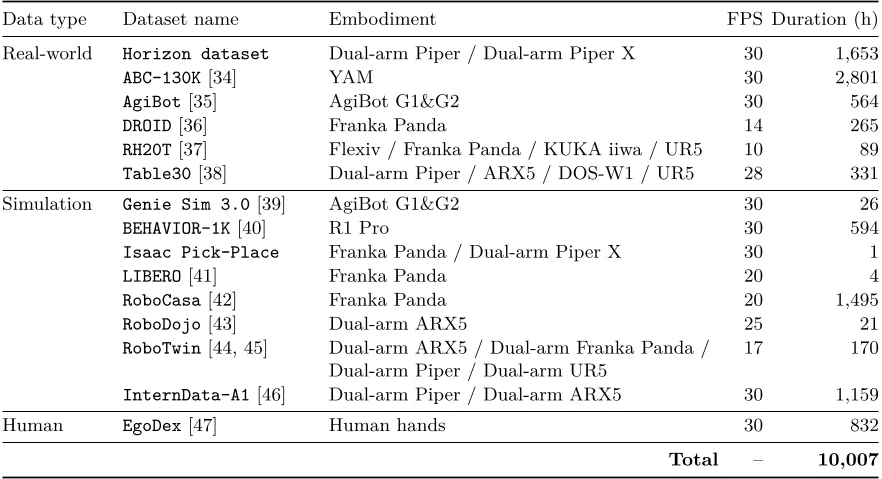 Data type Dataset name Embodiment FPS Duration (h)
Real-world Horizon dataset Dual-arm Piper / Dual-arm Piper X 30 1,653
ABC-130K [34] YAM 30 2,801
AgiBot [35] AgiBot G1&G2 30 564
DROID [36] Franka Panda 14 265
RH20T [37] Flexiv / Franka Panda / KUKA iiwa / UR5 10 89
Table30 [38] Dual-arm Piper / ARX5 / DOS-W1 / UR5 28 331
Simulation Genie Sim 3.0 [39] AgiBot G1&G2 30 26
BEHAVIOR-1K [40] R1 Pro 30 594
Isaac Pick-Place Franka Panda / Dual-arm Piper X 30 1
LIBERO [41] Franka Panda 20 4
RoboCasa [42] Franka Panda 20 1,495
RoboDojo [43] Dual-arm ARX5 25 21
RoboTwin [44, 45] Dual-arm ARX5 / Dual-arm Franka Panda / 17 170
Dual-arm Piper / Dual-arm UR5
InternData-A1 [46] Dual-arm Piper / Dual-arm ARX5 30 1,159
Human EgoDex [47] Human hands 30 832
Total – 10,007